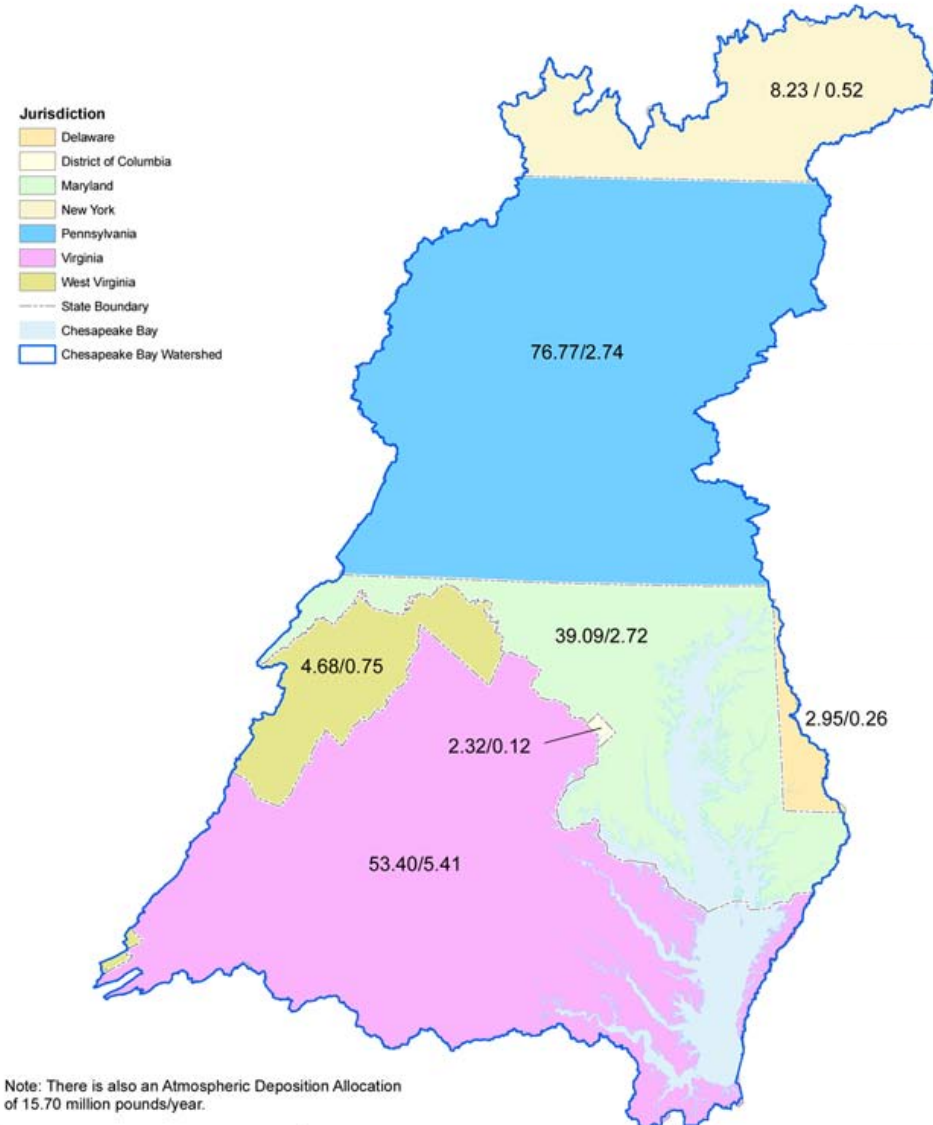 Jurisdiction
Delaware
District of Columbia
Maryland
New York
Pennsylvania
Virginia
West Virginia
State Boundary
Chesapeake Bay
Chesapeake Bay Watershed
8.23 / 0.52
76.77/2.74
39.09/2.72
4.68/0.75
2.95/0.26
2.32/0.12
53.40/5.41
Note: There is also an Atmospheric Deposition Allocation
of 15.70 million pounds/year.